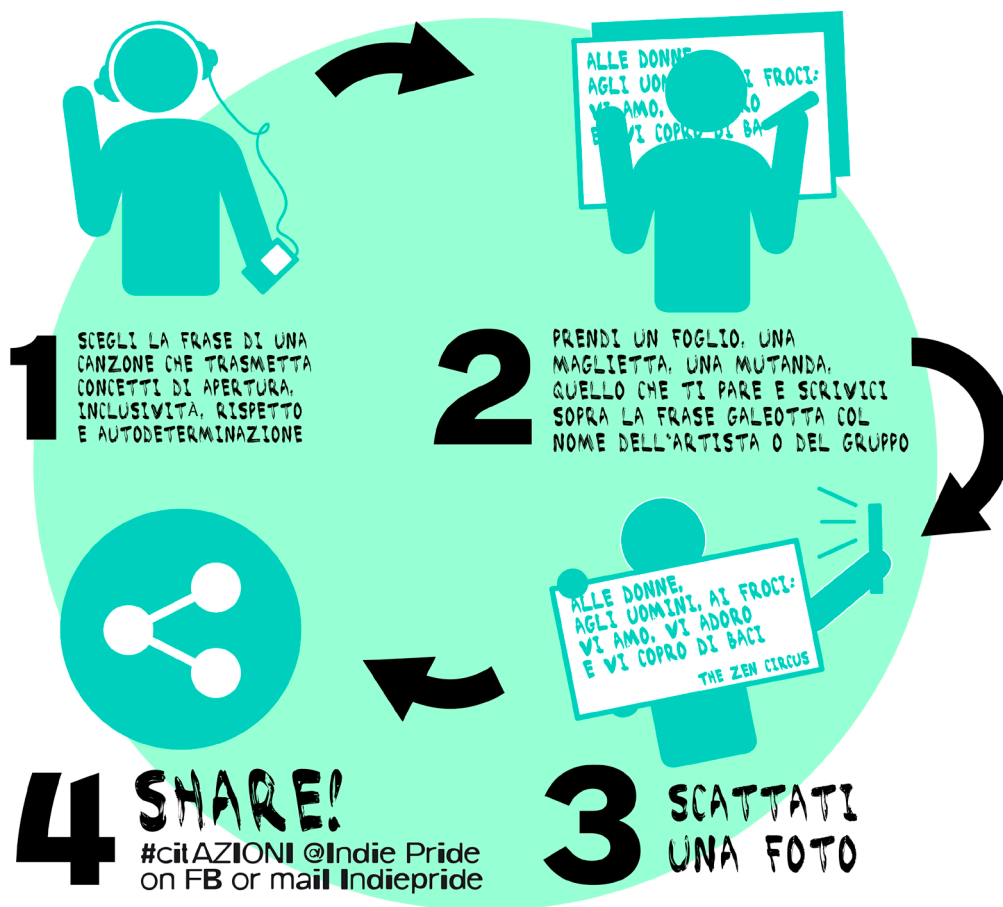 ALLE DONNE,
AGLI UOM I FROCI:
VI AMO, RO
E VI COPRO DI BA
1
SCEGLI LA FRASE DI UNA
CANZONE CHE TRASMETTA
CONCETTI DI APERTURA,
INCLUSIVITÀ, RISPETTO
E AUTODETERMINAZIONE
2
PRENDI UN FOGLIO, UNA
MAGLIETTA, UNA MUTANDA,
QUELLO CHE TI PARE E SCRIVICI
SOPRA LA FRASE GALEOTTA COL
NOME DELL'ARTISTA O DEL GRUPPO
ALLE DONNE,
AGLI UOMINI, AI FROCI:
VI AMO, VI ADORO
E VI COPRO DI BACI
THE ZEN CIRCUS
3
SCATTATI
UNA FOTO
4
SHARE!
#citAZIONI @Indie Pride
on FB or mail Indiepride